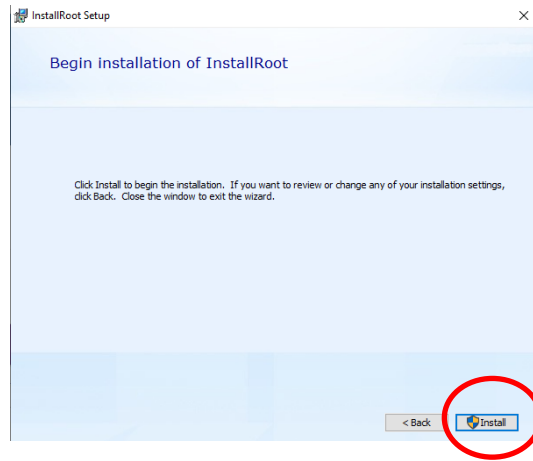 InstallRoot Setup
Begin installation of InstallRoot
Click Install to begin the installation. If you want to review or change any of your installation settings,
click Back. Close the window to exit the wizard.
< Back Install